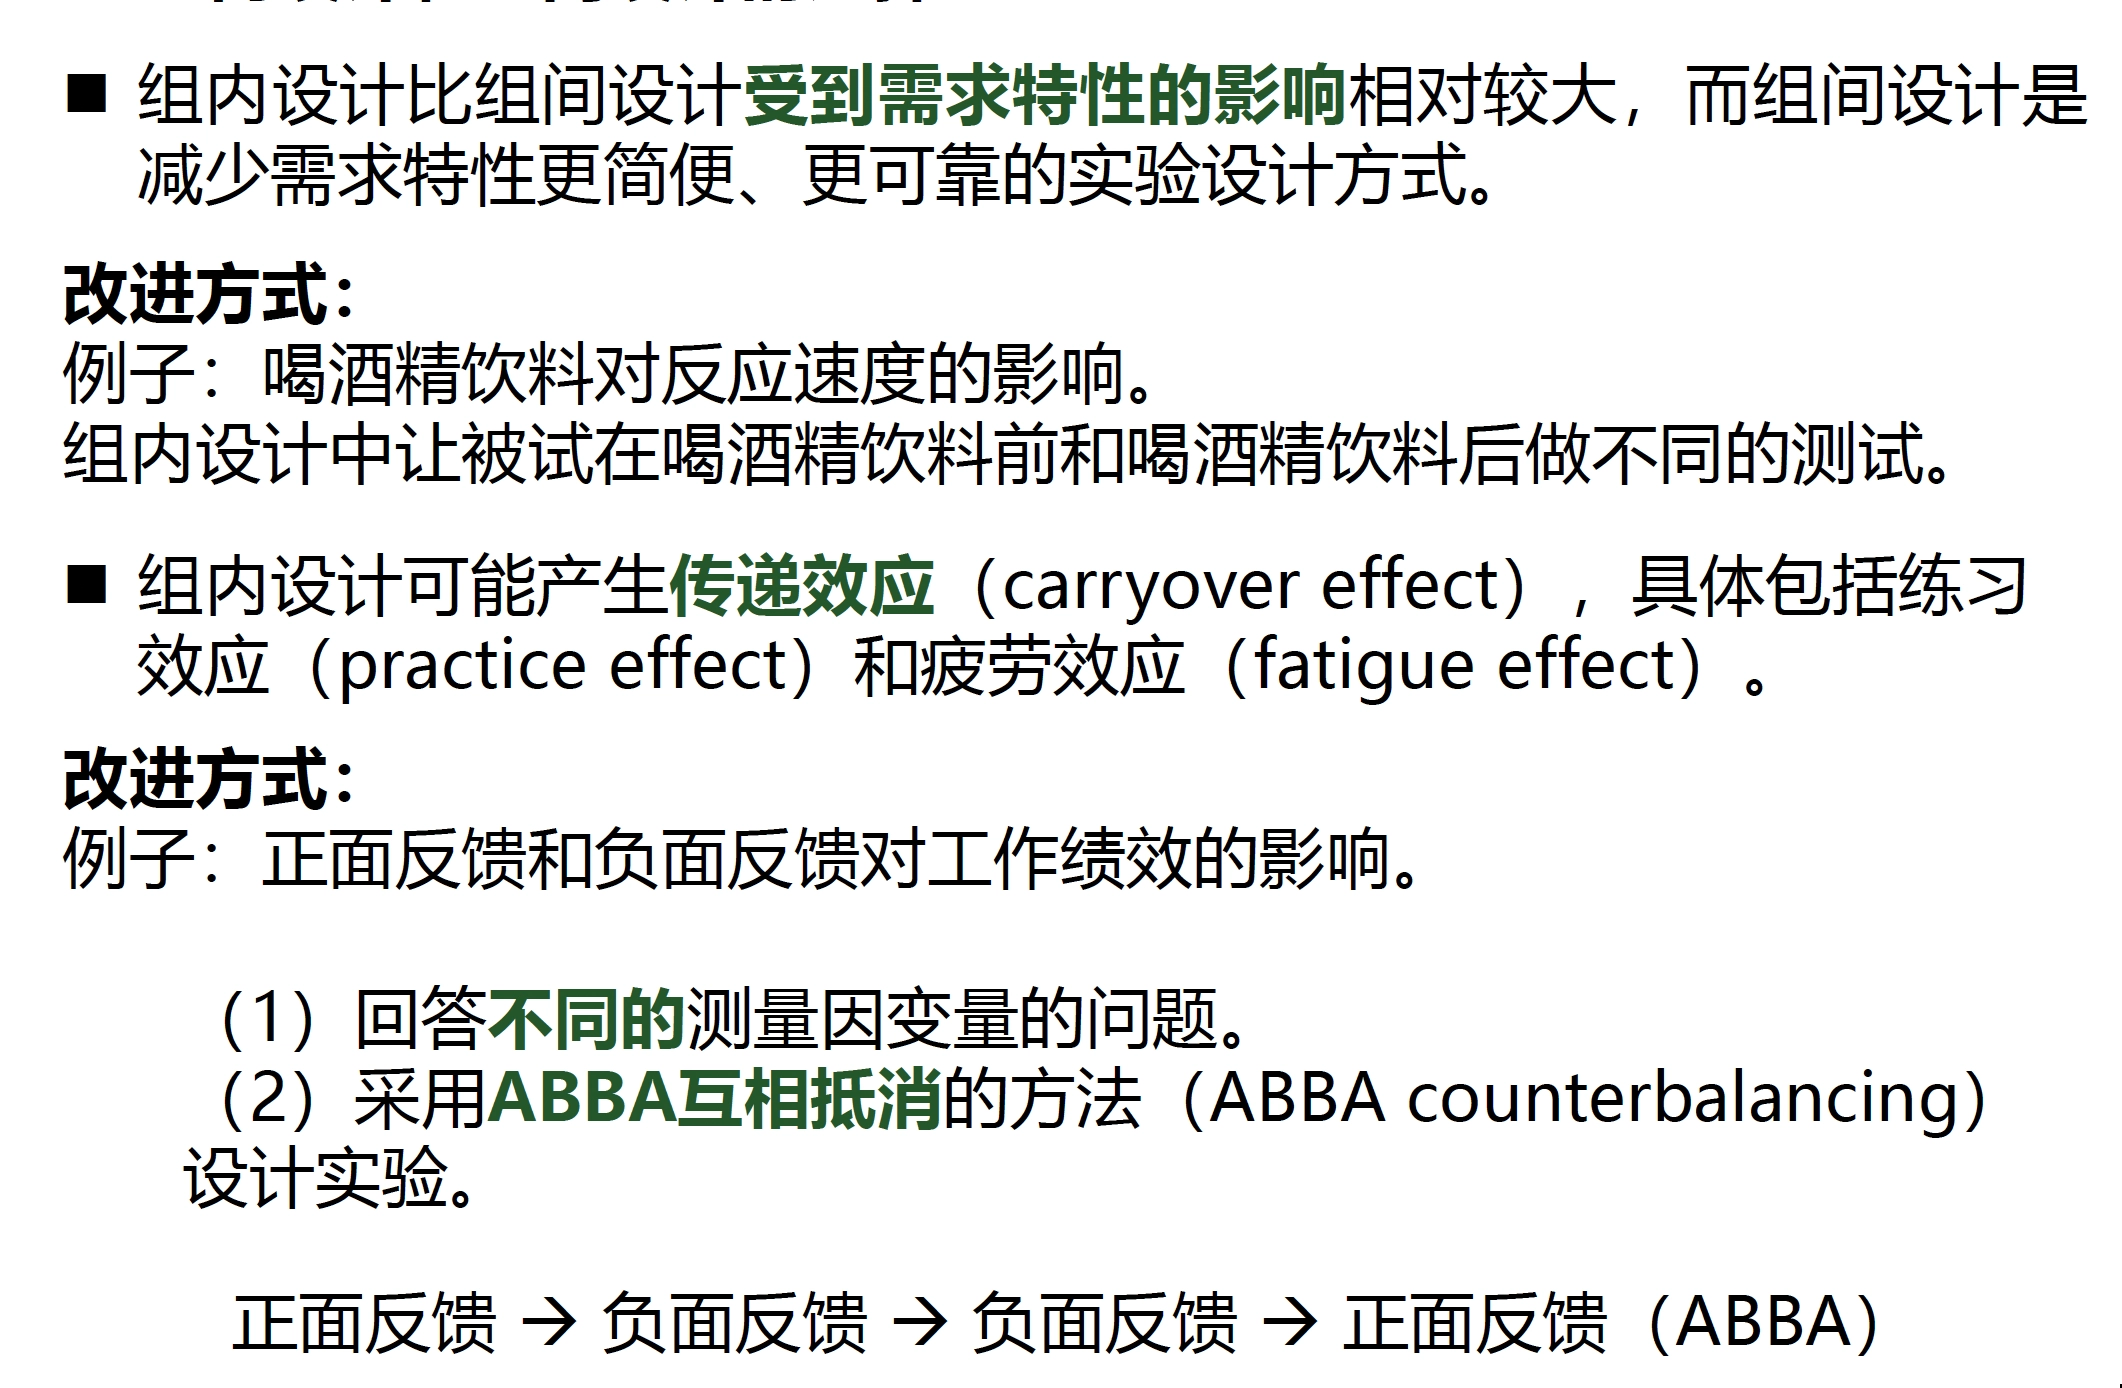 ■ 组内设计比组间设计受到需求特性的影响相对较大，而组间设计是
减少需求特性更简便、更可靠的实验设计方式。
改进方式：
例子：喝酒精饮料对反应速度的影响。
组内设计中让被试在喝酒精饮料前和喝酒精饮料后做不同的测试。
■ 组内设计可能产生传递效应（carryover effect），具体包括练习
效应（practice effect）和疲劳效应（fatigue effect）。
改进方式：
例子：正面反馈和负面反馈对工作绩效的影响。
（1）回答不同的测量因变量的问题。
（2）采用ABBA互相抵消的方法（ABBA counterbalancing）
设计实验。
正面反馈 → 负面反馈 → 负面反馈 → 正面反馈（ABBA）